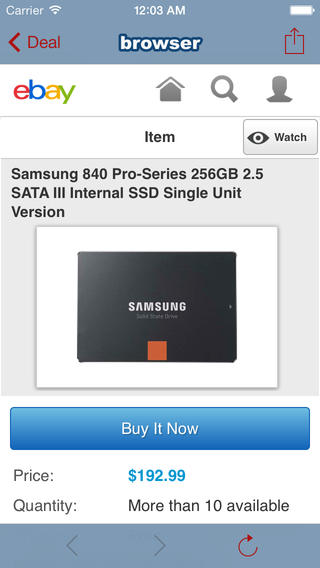 Carrier 12:03 AM
Deal browser
ebay
Item Watch
Samsung 840 Pro-Series 256GB 2.5
SATA III Internal SSD Single Unit
Version
SAMSUNG
Solid State Drive
Buy It Now
Price: $192.99
Quantity: More than 10 available